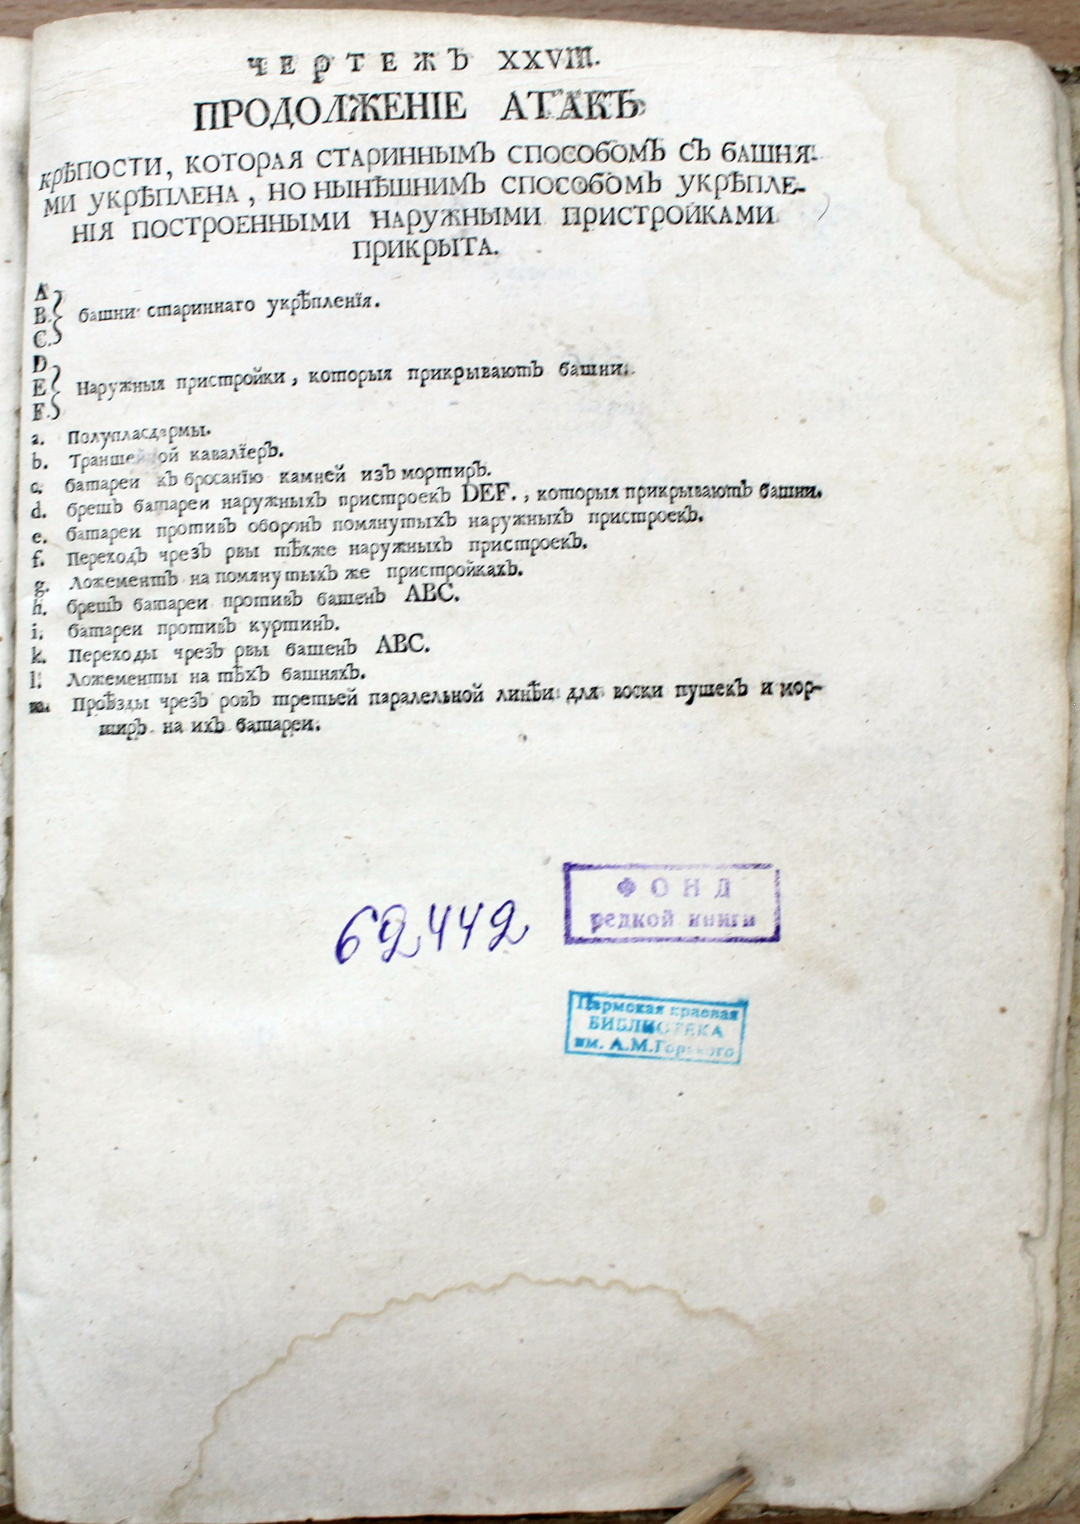 ЧЕРТЕЖЪ XXVIII.
ПРОДОЛЖЕНІЕ АТАКЪ
КРѢПОСТИ, КОТОРАЯ СТАРИННЫМЪ СПОСОБОМЪ СЪ БАШНЯ-
МИ УКРѢПЛЕНА, НО НЫНѢШНИМЪ СПОСОБОМЪ УКРѢПЛЕ-
НІЯ ПОСТРОЕННЫМИ НАРУЖНЫМИ ПРИСТРОЙКАМИ
ПРИКРЫТА.
A
B. } башни стариннаго укрѣпленїя.
C.
D
E } Наружныя пристройки, которыя прикрываютъ башни.
F.
a. Полупласдармы.
b. Траншейной кавалїеръ.
c. батареи къ бросанїю камней изъ мортиръ.
d. брешъ батареи наружныхъ пристроекъ DEF., которыя прикрываютъ башни.
e. батареи противъ оборонъ помянутыхъ наружныхъ пристроекъ.
f. Переходъ чрезъ рвы тѣхже наружныхъ пристроекъ.
g. Ложементъ на помянутыхъ же пристройкахъ.
h. брешъ батареи противъ башенъ ABC.
i. батареи противъ куртинъ.
k. Переходы чрезъ рвы башенъ ABC.
l. Ложементы на тѣхъ башняхъ.
m. Проѣзды чрезъ ровъ третьей паралельной линѣи для воски пушекъ и мор-
тиръ на ихъ батареи.
62442
ФОНД
редкой книги
Пермская краевая
БИБЛИОТЕКА
им. А.М.Горького